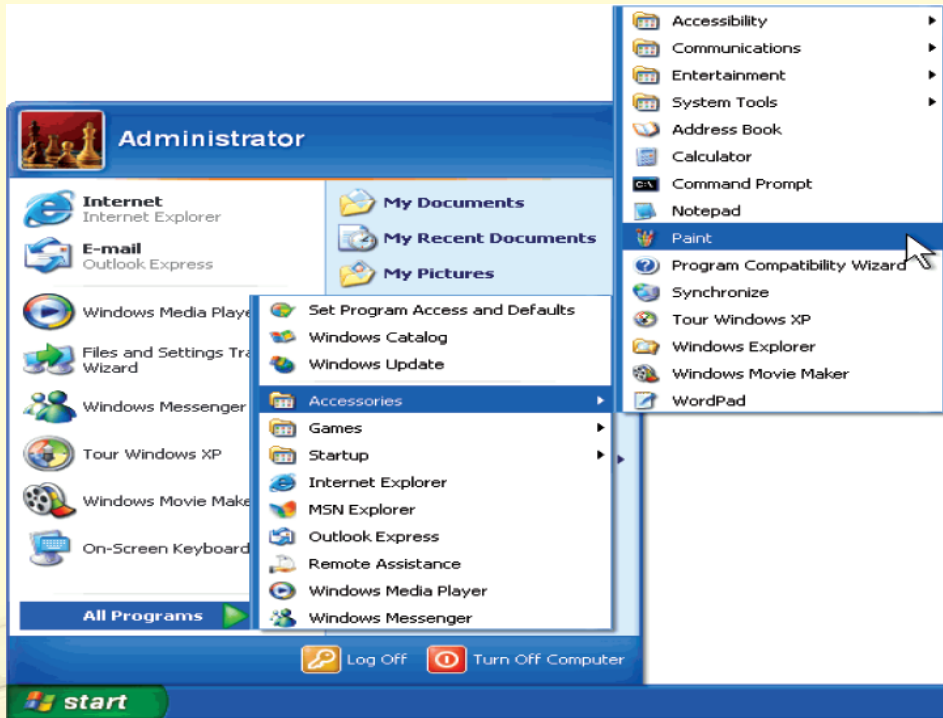 Administrator
Internet
Internet Explorer
E-mail
Outlook Express
Windows Media Playe
Files and Settings Tra
Wizard
Windows Messenger
Tour Windows XP
Windows Movie Make
On-Screen Keyboard
All Programs
My Documents
My Recent Documents
My Pictures
Set Program Access and Defaults
Windows Catalog
Windows Update
Accessories
Games
Startup
Internet Explorer
MSN Explorer
Outlook Express
Remote Assistance
Windows Media Player
Windows Messenger
Accessibility
Communications
Entertainment
System Tools
Address Book
Calculator
C:\ Command Prompt
Notepad
Paint
Program Compatibility Wizard
Synchronize
Tour Windows XP
Windows Explorer
Windows Movie Maker
WordPad
Log Off
Turn Off Computer
start